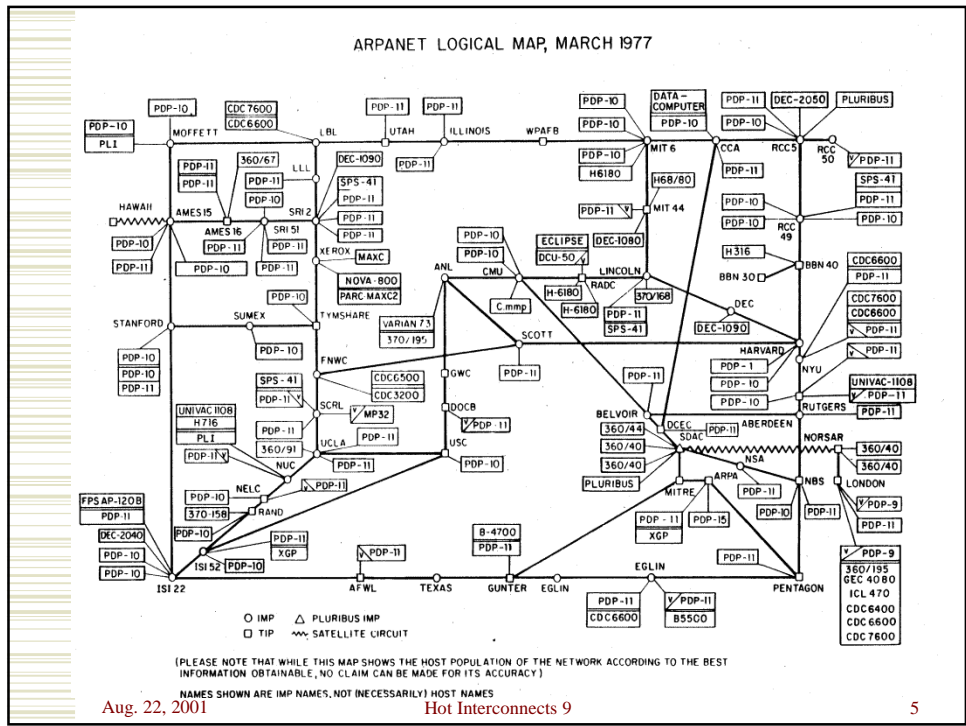 ARPANET LOGICAL MAP, MARCH 1977
PDP-10
PLI
PDP-10
MOFFETT
CDC7600
CDC6600
LBL
PDP-11
UTAH
PDP-11
ILLINOIS
PDP-11
WPAFB
PDP-10
PDP-10
PDP-10
H6180
MIT 6
DATA-
COMPUTER
PDP-10
CCA
PDP-11
PDP-11
PDP-10
DEC-2050
PLURIBUS
RCC5
RCC
50
PDP-11
LLL
PDP-11
PDP-10
DEC-1090
SPS-41
PDP-11
PDP-11
PDP-11
SRI 2
PDP-11
PDP-11
360/67
HAWAII
AMES15
AMES16
SRI 51
PDP-10
PDP-11
PDP-10
PDP-11
PDP-11
H68/80
PDP-11
MIT 44
DEC-1080
SPS-41
PDP-11
PDP-10
PDP-10
PDP-10
RCC
49
XEROX
MAXC
NOVA-800
PARC-MAXC2
ANL
PDP-11
PDP-10
CMU
C.mmp
ECLIPSE
DCU-50
RADC
H-6180
H-6180
LINCOLN
370/168
PDP-11
SPS-41
H316
BBN 30
BBN 40
CDC6600
PDP-11
CDC7600
CDC6600
PDP-11
PDP-11
DEC
DEC-1090
STANFORD
SUMEX
PDP-10
TYMSHARE
PDP-10
PDP-10
PDP-10
PDP-11
VARIAN 73
370/195
SCOTT
PDP-11
HARVARD
PDP-1
PDP-10
PDP-10
NYU
FNWC
CDC6500
CDC3200
GWC
SPS-41
PDP-11
SCRL
PDP-11
MP32
DOCB
PDP-11
UNIVAC-1108
PDP-11
RUTGERS
PDP-11
ABERDEEN
PDP-11
BELVOIR
DCEC
PDP-11
SDAC
360/44
360/40
360/40
PLURIBUS
UNIVAC 1108
H716
PLI
PDP-11
360/91
UCLA
PDP-11
PDP-11
USC
PDP-10
NUC
PDP-11
NORSAR
360/40
360/40
NSA
PDP-11
NELC
PDP-10
370-158
RAND
PDP-10
MITRE
ARPA
PDP-11
XGP
PDP-15
NBS
PDP-10
PDP-11
LONDON
PDP-9
PDP-11
FPS AP-120B
PDP-11
DEC-2040
PDP-10
PDP-10
ISI 22
ISI 52
PDP-11
XGP
PDP-10
PDP-11
AFWL
TEXAS
B-4700
PDP-11
GUNTER
EGLIN
EGLIN
PDP-11
CDC6600
PDP-11
B5500
PDP-11
PENTAGON
PDP-9
360/195
GEC 4080
ICL 470
CDC6400
CDC6600
CDC7600
IMP
PLURIBUS IMP
TIP
SATELLITE CIRCUIT
(PLEASE NOTE THAT WHILE THIS MAP SHOWS THE HOST POPULATION OF THE NETWORK ACCORDING TO THE BEST
INFORMATION OBTAINABLE, NO CLAIM CAN BE MADE FOR ITS ACCURACY)
NAMES SHOWN ARE IMP NAMES, NOT (NECESSARILY) HOST NAMES
Aug. 22, 2001
Hot Interconnects 9
5